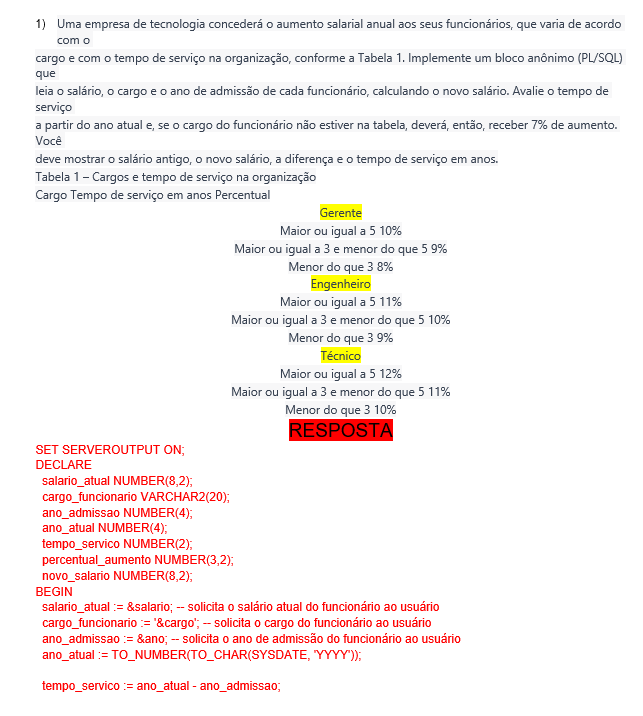 1) Uma empresa de tecnologia concederá o aumento salarial anual aos seus funcionários, que varia de acordo
com o
cargo e com o tempo de serviço na organização, conforme a Tabela 1. Implemente um bloco anônimo (PL/SQL)
que
leia o salário, o cargo e o ano de admissão de cada funcionário, calculando o novo salário. Avalie o tempo de
serviço
a partir do ano atual e, se o cargo do funcionário não estiver na tabela, deverá, então, receber 7% de aumento.
Você
deve mostrar o salário antigo, o novo salário, a diferença e o tempo de serviço em anos.
Tabela 1 – Cargos e tempo de serviço na organização
Cargo Tempo de serviço em anos Percentual
Gerente
Maior ou igual a 5 10%
Maior ou igual a 3 e menor do que 5 9%
Menor do que 3 8%
Engenheiro
Maior ou igual a 5 11%
Maior ou igual a 3 e menor do que 5 10%
Menor do que 3 9%
Técnico
Maior ou igual a 5 12%
Maior ou igual a 3 e menor do que 5 11%
Menor do que 3 10%
RESPOSTA
SET SERVEROUTPUT ON;
DECLARE
salario_atual NUMBER(8,2);
cargo_funcionario VARCHAR2(20);
ano_admissao NUMBER(4);
ano_atual NUMBER(4);
tempo_servico NUMBER(2);
percentual_aumento NUMBER(3,2);
novo_salario NUMBER(8,2);
BEGIN
salario_atual := &salario; -- solicita o salário atual do funcionário ao usuário
cargo_funcionario := '&cargo'; -- solicita o cargo do funcionário ao usuário
ano_admissao := &ano; -- solicita o ano de admissão do funcionário ao usuário
ano_atual := TO_NUMBER(TO_CHAR(SYSDATE, 'YYYY'));
tempo_servico := ano_atual - ano_admissao;